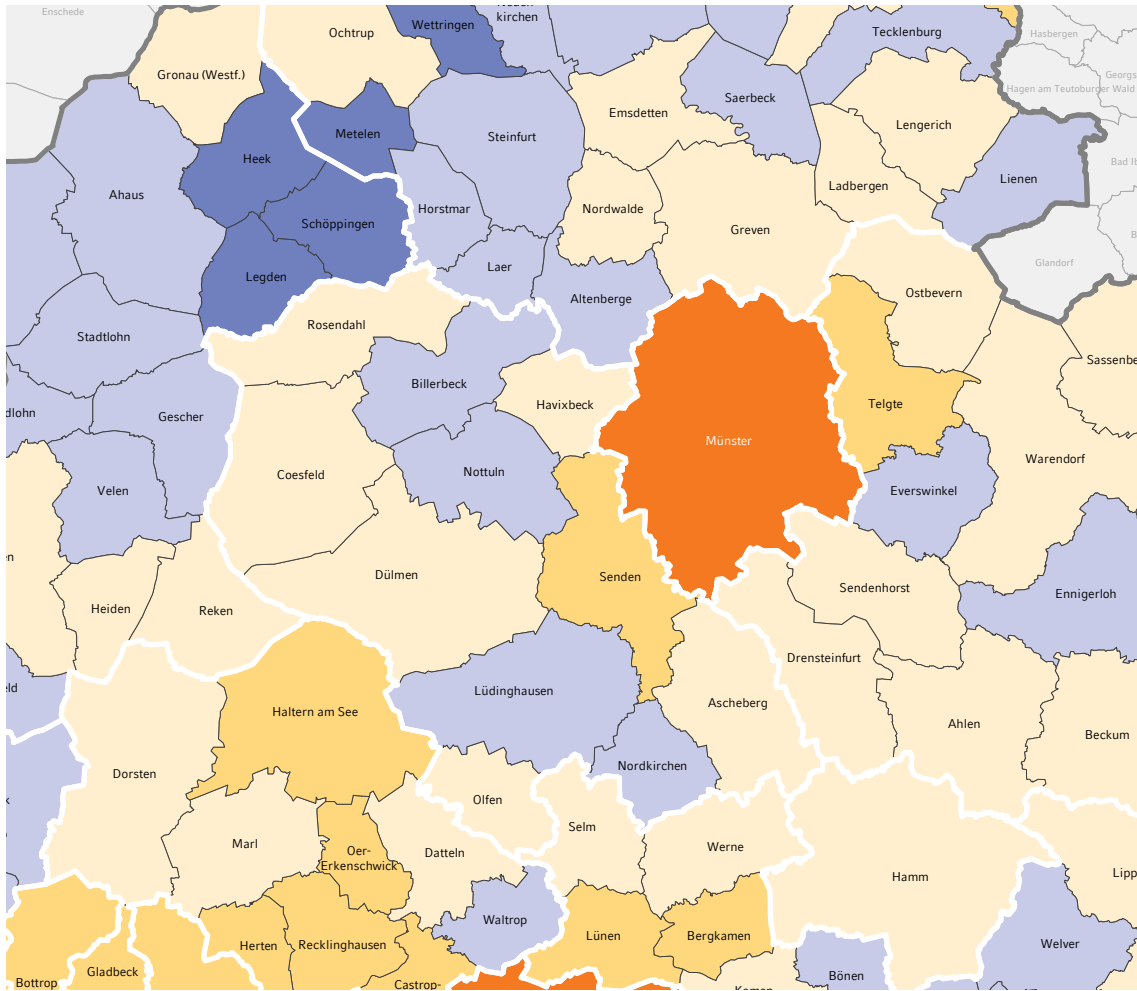 Enschede
Wettringen
kirchen
Ochtrup
Tecklenburg
Hasbergen
Gronau (Westf.)
Georgs
Hagen am Teutoburger Wald
Saerbeck
Emsdetten
Lengerich
Metelen
Steinfurt
Heek
Bad Ib
Lienen
Ladbergen
Ahaus
Horstmar
Nordwalde
Schöppingen
Greven
B
Laer
Glandorf
Legden
Altenberge
Ostbevern
Rosendahl
Stadtlohn
Sassenbe
Billerbeck
Havixbeck
Telgte
dlohn
Gescher
Münster
Warendorf
Coesfeld
Nottuln
Velen
Everswinkel
en
Dülmen
Senden
Sendenhorst
Ennigerloh
Heiden
Reken
Drensteinfurt
eld
Lüdinghausen
Ascheberg
Haltern am See
Ahlen
Beckum
Dorsten
Nordkirchen
k
Olfen
Selm
Marl
Oer-
Erkenschwick
Datteln
Werne
Hamm
Lipp
Waltrop
Lünen
Bergkamen
Herten
Recklinghausen
Welver
Gladbeck
Bottrop
Castrop-
Bönen
Kamen